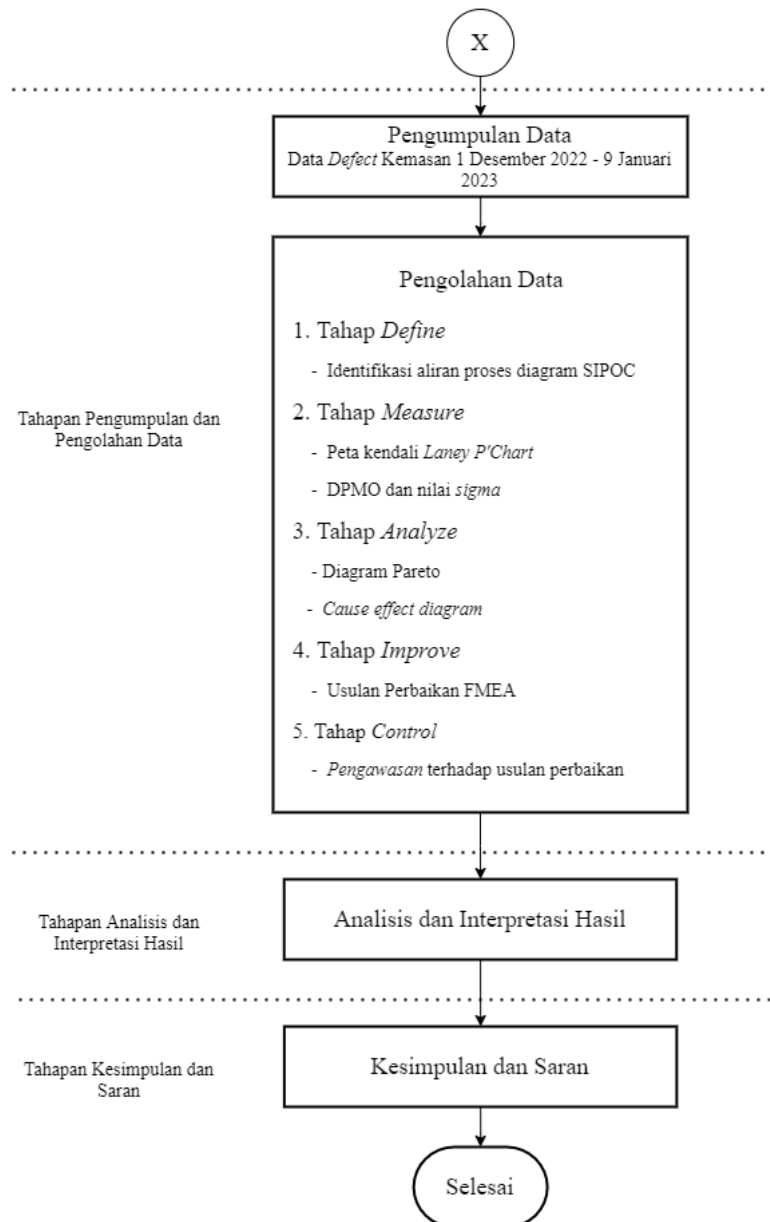 X
Pengumpulan Data
Data Defect Kemasan 1 Desember 2022 - 9 Januari
2023
Pengolahan Data
1. Tahap Define
- Identifikasi aliran proses diagram SIPOC
2. Tahap Measure
- Peta kendali Laney P'Chart
- DPMO dan nilai sigma
3. Tahap Analyze
- Diagram Pareto
- Cause effect diagram
4. Tahap Improve
- Usulan Perbaikan FMEA
5. Tahap Control
- Pengawasan terhadap usulan perbaikan
Tahapan Pengumpulan dan
Pengolahan Data
Tahapan Analisis dan
Interpretasi Hasil
Analisis dan Interpretasi Hasil
Tahapan Kesimpulan dan
Saran
Kesimpulan dan Saran
Selesai